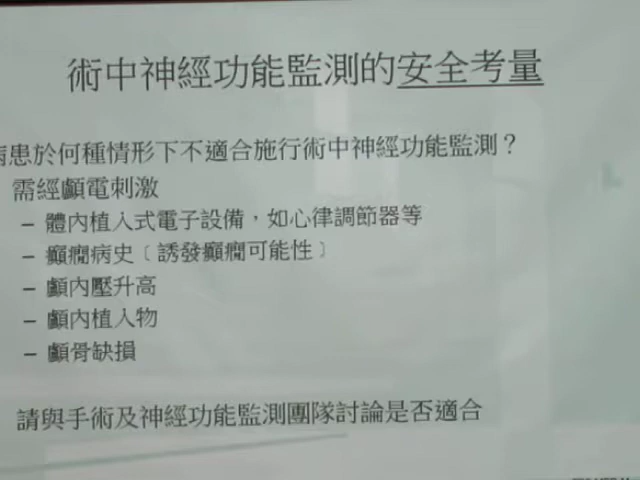 術中神經功能監測的安全考量
病患於何種情形下不適合施行術中神經功能監測？
需經顱電刺激
– 體內植入式電子設備，如心律調節器等
– 癲癇病史﹝誘發癲癇可能性﹞
– 顱內壓升高
– 顱內植入物
– 顱骨缺損
請與手術及神經功能監測團隊討論是否適合